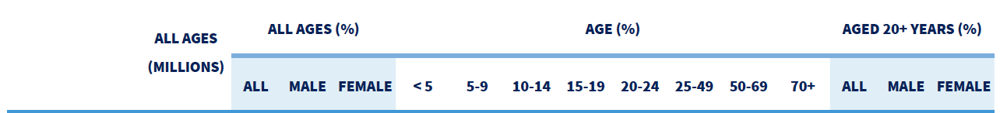 ALL AGES (%) AGE (%) AGED 20+ YEARS (%)
ALL AGES
(MILLIONS)
ALL MALE FEMALE < 5 5-9 10-14 15-19 20-24 25-49 50-69 70+ ALL MALE FEMALE